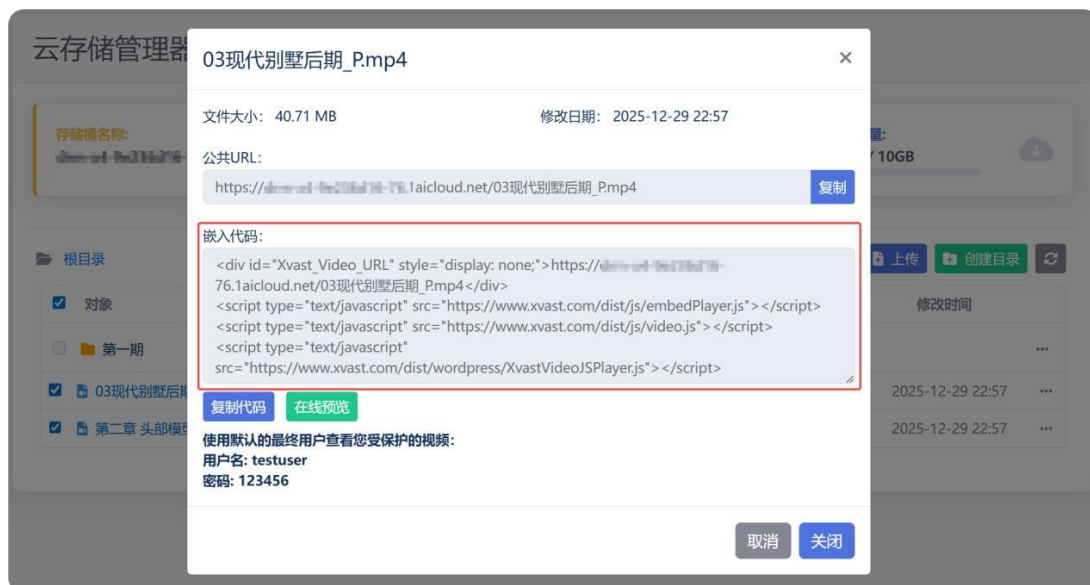 云存储管理器
03现代别墅后期_P.mp4
×
文件大小： 40.71 MB
修改日期： 2025-12-29 22:57
存储桶名称:
量:
/ 10GB
公共URL:
https:// .1aicloud.net/03现代别墅后期_P.mp4
复制
嵌入代码:
<div id="Xvast_Video_URL" style="display: none;">https://
76.1aicloud.net/03现代别墅后期_P.mp4</div>
<script type="text/javascript" src="https://www.xvast.com/dist/js/embedPlayer.js"></script>
<script type="text/javascript" src="https://www.xvast.com/dist/js/video.js"></script>
<script type="text/javascript"
src="https://www.xvast.com/dist/wordpress/XvastVideoJSPlayer.js"></script>
根目录
上传
创建目录
对象
修改时间
第一期
03现代别墅后期
2025-12-29 22:57
第二章 头部模型
2025-12-29 22:57
复制代码
在线预览
使用默认的最终用户查看您受保护的视频:
用户名: testuser
密码: 123456
取消
关闭